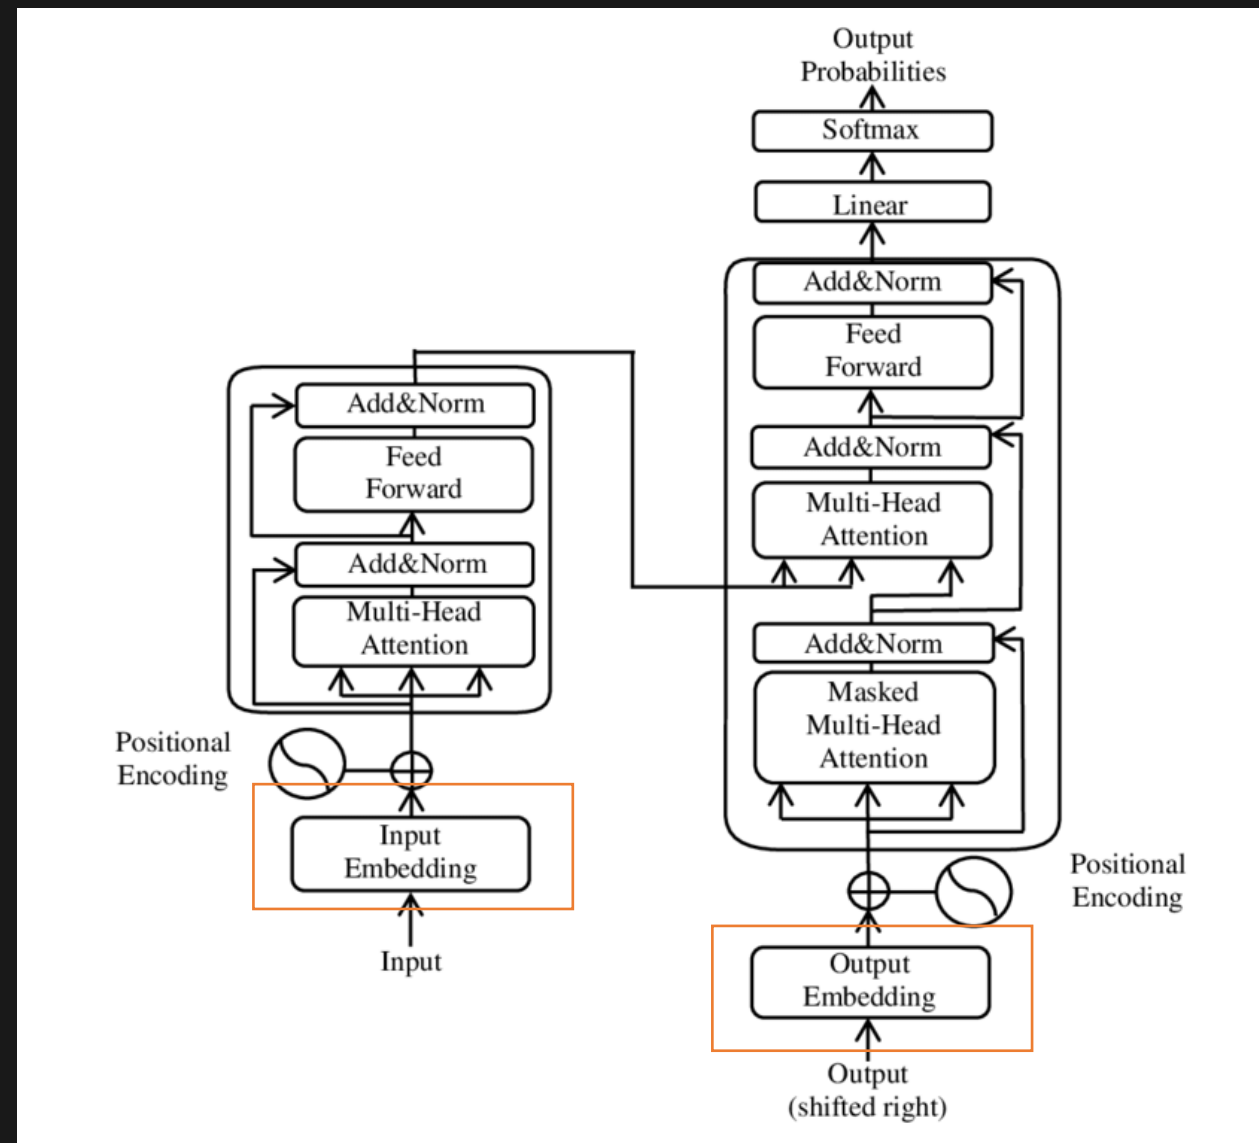 Output
Probabilities
Softmax
Linear
Add&Norm
Feed
Forward
Add&Norm
Multi-Head
Attention
Add&Norm
Masked
Multi-Head
Attention
Positional
Encoding
Output
Embedding
Output
(shifted right)
Add&Norm
Feed
Forward
Add&Norm
Multi-Head
Attention
Positional
Encoding
Input
Embedding
Input